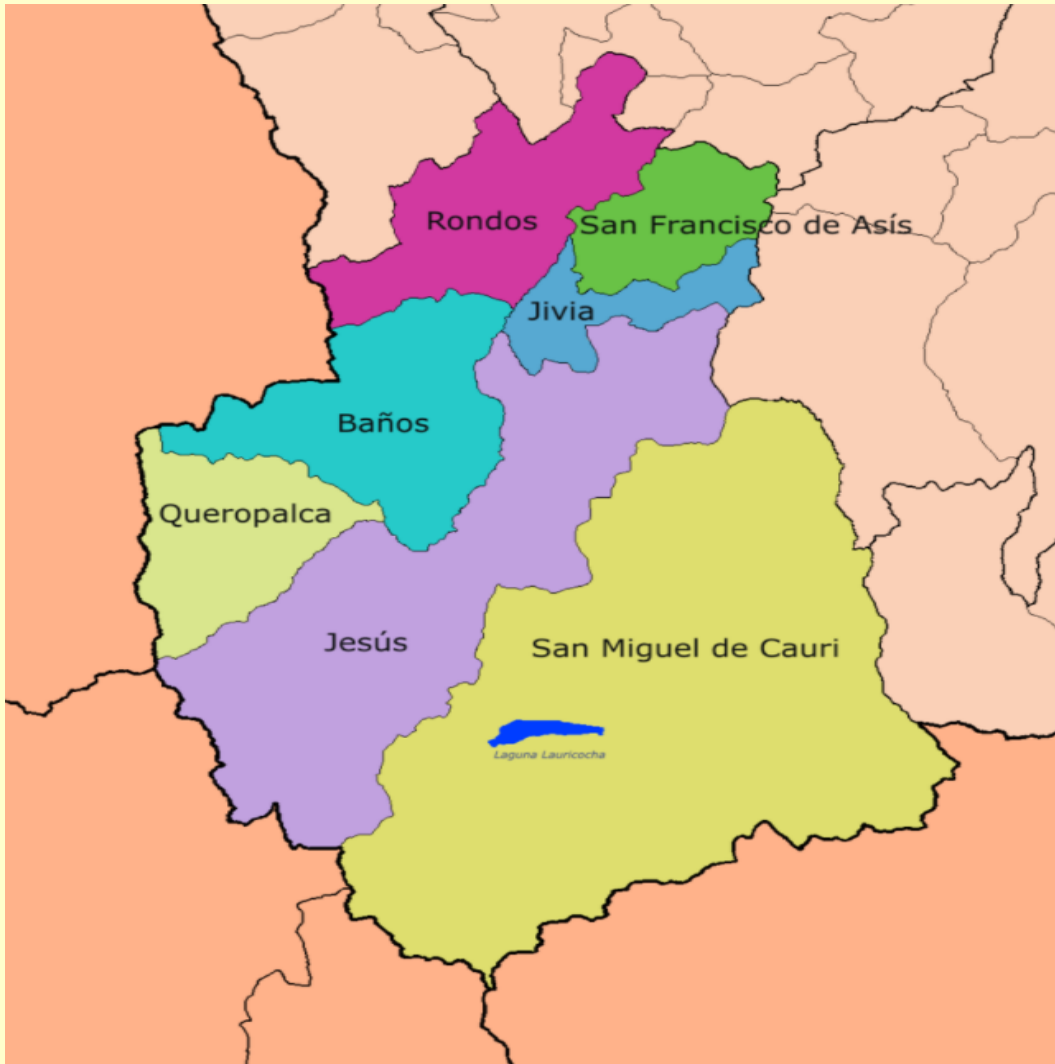 Rondos
San Francisco de Asís
Jivia
Baños
Queropalca
Jesús
San Miguel de Cauri
Laguna Lauricocha